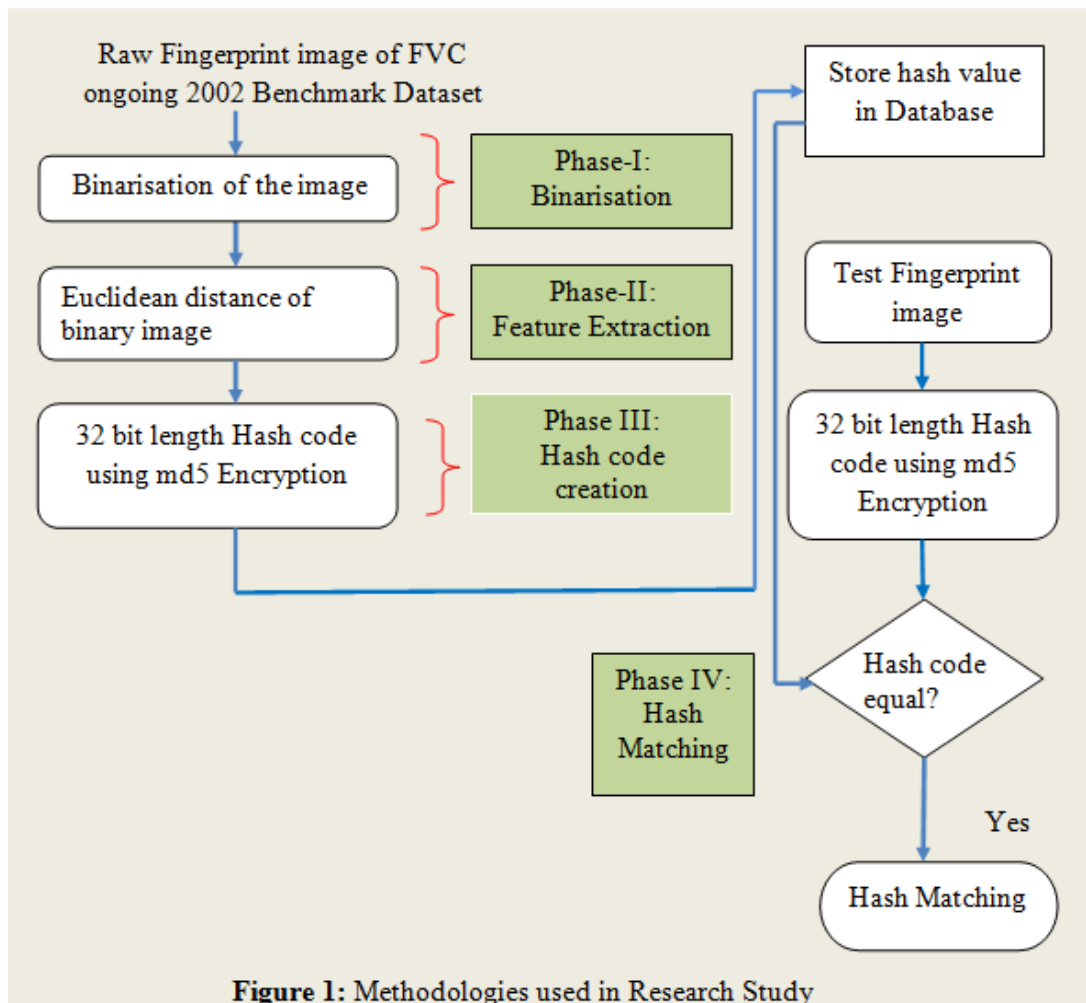 Raw Fingerprint image of FVC
ongoing 2002 Benchmark Dataset
Binarisation of the image
Phase-I:
Binarisation
Euclidean distance of
binary image
Phase-II:
Feature Extraction
32 bit length Hash code
using md5 Encryption
Phase III:
Hash code
creation
Store hash value
in Database
Test Fingerprint
image
32 bit length Hash
code using md5
Encryption
Hash code
equal?
Phase IV:
Hash
Matching
Yes
Hash Matching
Figure 1: Methodologies used in Research Study